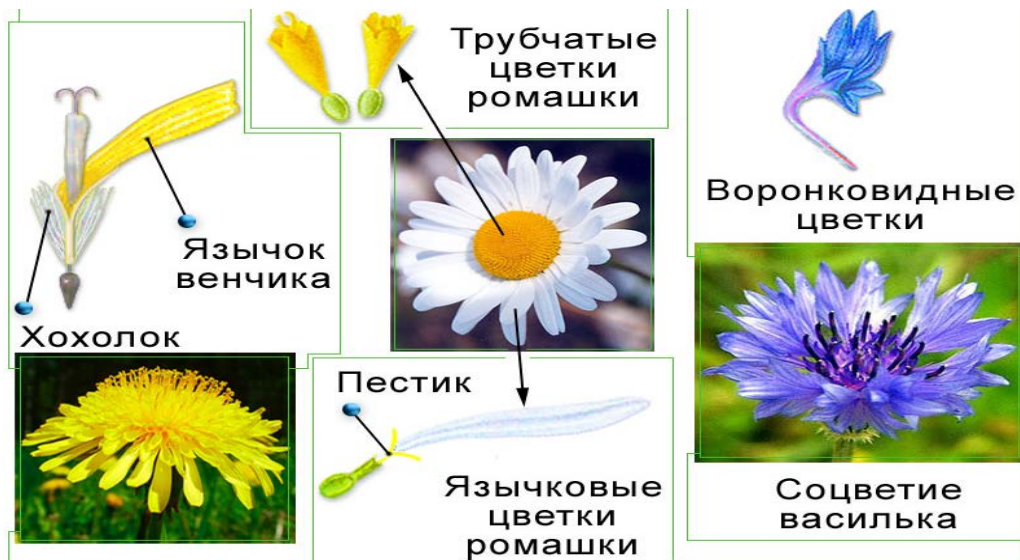 Трубчатые
цветки
ромашки
Язычок
венчика
Хохолок
Пестик
Язычковые
цветки
ромашки
Воронковидные
цветки
Соцветие
василька